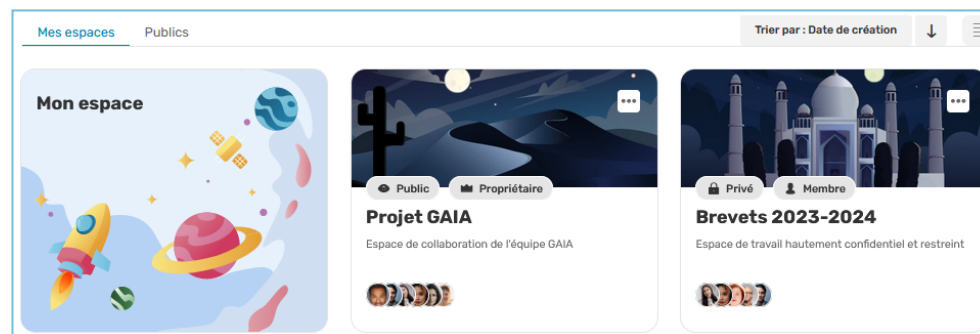 Mes espaces Publics Trier par : Date de création
Mon espace
Public Propriétaire
Projet GAIA
Espace de collaboration de l'équipe GAIA
Privé Membre
Brevets 2023-2024
Espace de travail hautement confidentiel et restreint